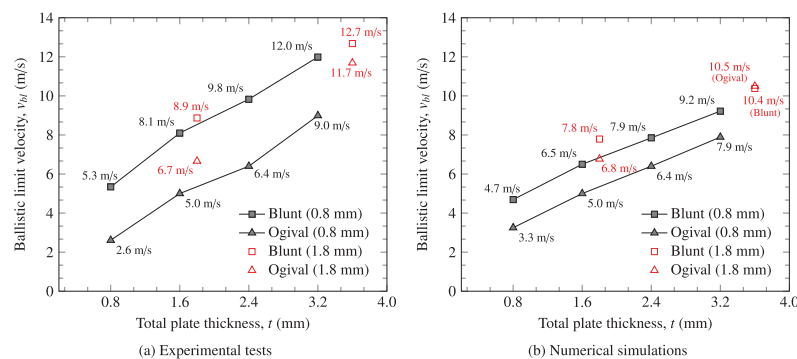 14
12
10
8
6
4
2
0
Ballistic limit velocity, v_bl (m/s)
12.7 m/s
12.0 m/s
11.7 m/s
9.8 m/s
8.9 m/s
8.1 m/s
9.0 m/s
6.7 m/s
5.3 m/s
6.4 m/s
5.0 m/s
2.6 m/s
Blunt (0.8 mm)
Ogival (0.8 mm)
Blunt (1.8 mm)
Ogival (1.8 mm)
0.8 1.6 2.4 3.2 4.0
Total plate thickness, t (mm)
(a) Experimental tests
14
12
10
8
6
4
2
0
Ballistic limit velocity, v_bl (m/s)
10.5 m/s
(Ogival)
9.2 m/s
10.4 m/s
(Blunt)
7.8 m/s
7.9 m/s
6.5 m/s
7.9 m/s
6.8 m/s
4.7 m/s
6.4 m/s
5.0 m/s
3.3 m/s
Blunt (0.8 mm)
Ogival (0.8 mm)
Blunt (1.8 mm)
Ogival (1.8 mm)
0.8 1.6 2.4 3.2 4.0
Total plate thickness, t (mm)
(b) Numerical simulations